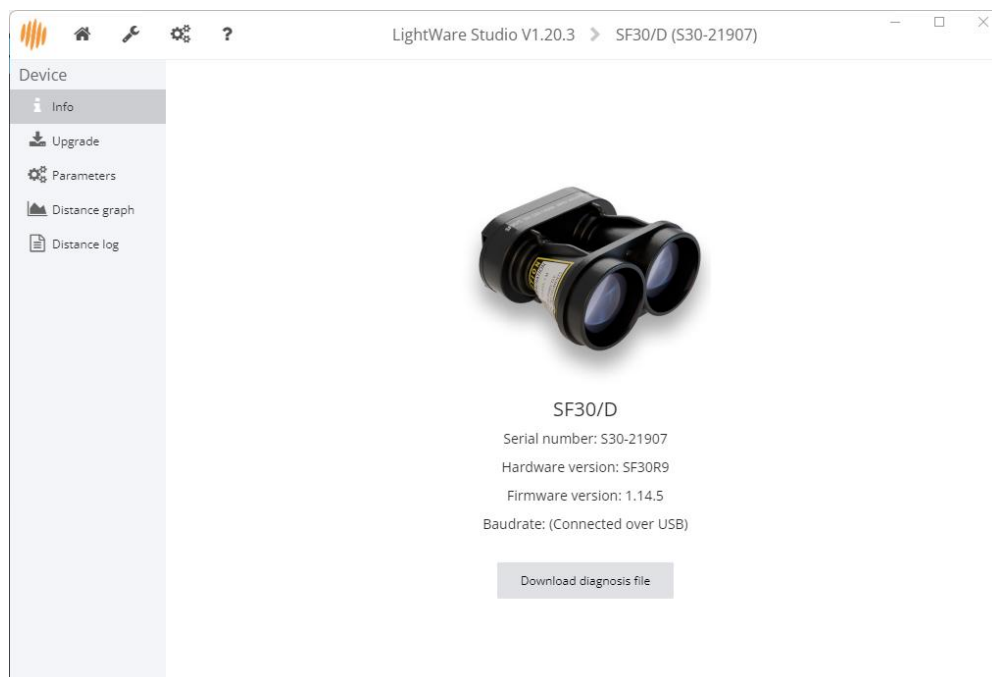 ?
LightWare Studio V1.20.3 > SF30/D (S30-21907)
Device
Info
Upgrade
Parameters
Distance graph
Distance log
SF30/D
Serial number: S30-21907
Hardware version: SF30R9
Firmware version: 1.14.5
Baudrate: (Connected over USB)
Download diagnosis file